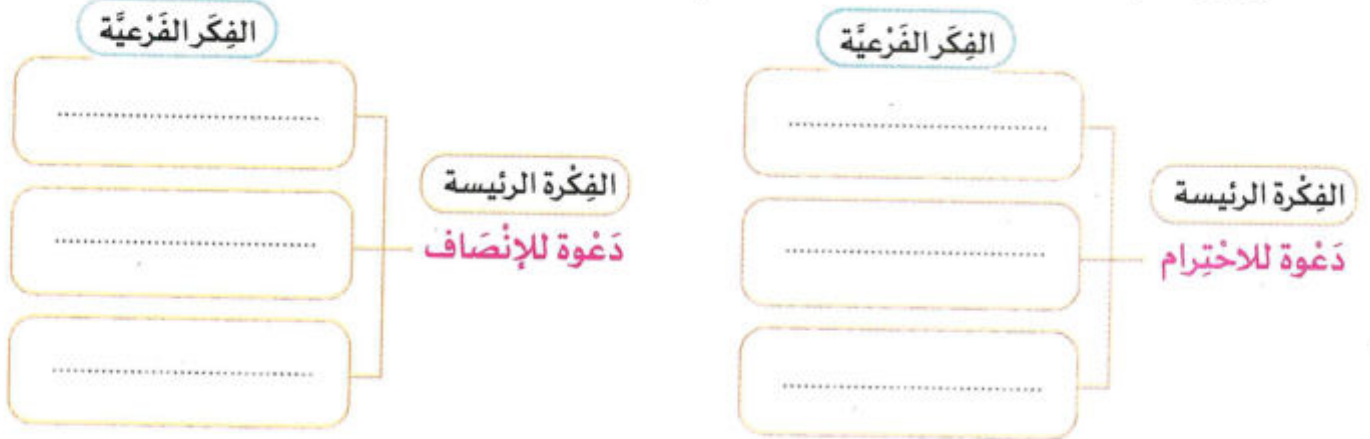 الفِكَر الفَرْعيَّة
الفِكْرة الرئيسة
دَعْوة للاحْتِرام
الفِكَر الفَرْعيَّة
الفِكْرة الرئيسة
دَعْوة للإنْصَاف